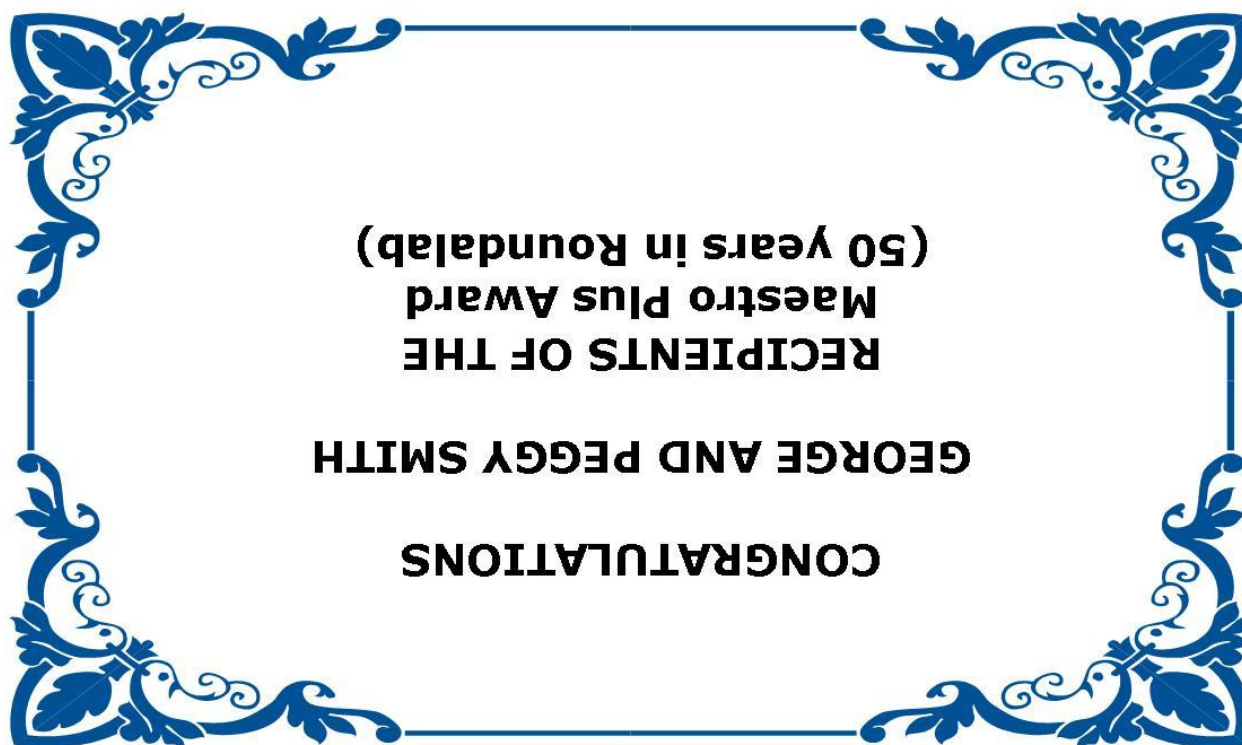 CONGRATULATIONS
GEORGE AND PEGGY SMITH
RECIPIENTS OF THE
Maestro Plus Award
(50 years in Roundalab)